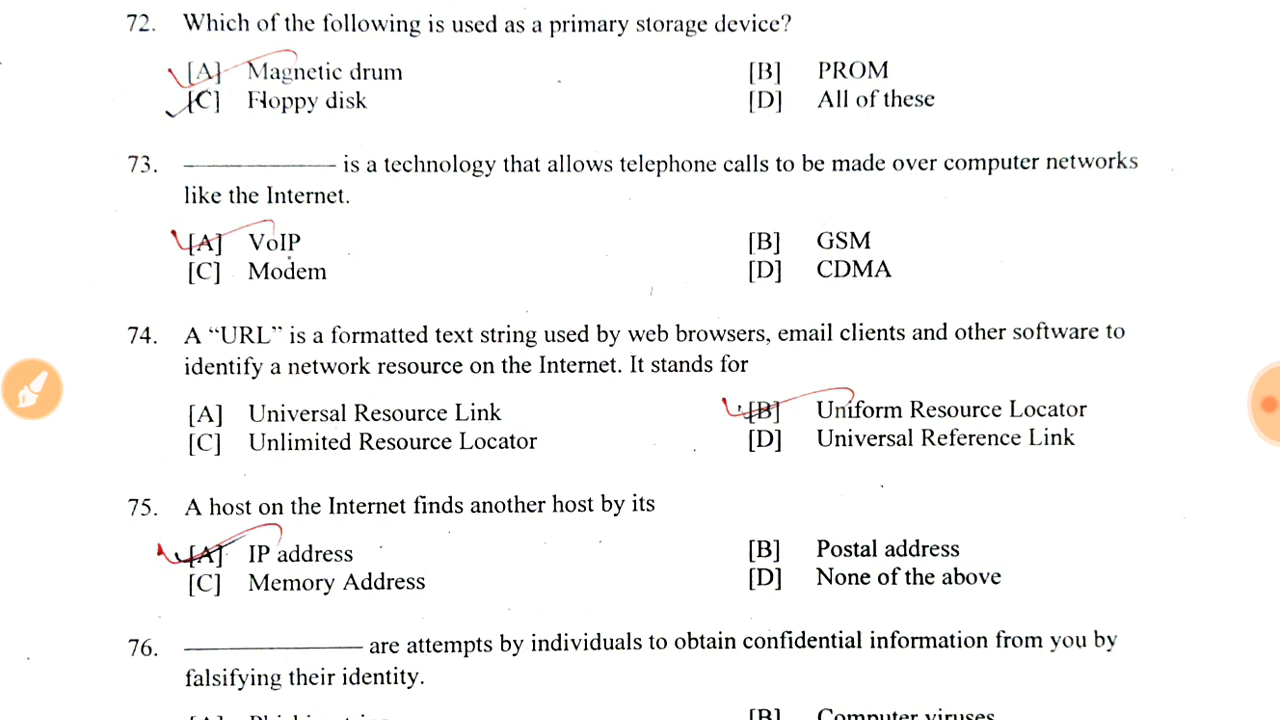 72. Which of the following is used as a primary storage device?
[A] Magnetic drum [B] PROM
[C] Floppy disk [D] All of these
73. ____________ is a technology that allows telephone calls to be made over computer networks
like the Internet.
[A] VoIP [B] GSM
[C] Modem [D] CDMA
74. A “URL” is a formatted text string used by web browsers, email clients and other software to
identify a network resource on the Internet. It stands for
[A] Universal Resource Link [B] Uniform Resource Locator
[C] Unlimited Resource Locator [D] Universal Reference Link
75. A host on the Internet finds another host by its
[A] IP address [B] Postal address
[C] Memory Address [D] None of the above
76. ______________ are attempts by individuals to obtain confidential information from you by
falsifying their identity.
[B] Computer viruses